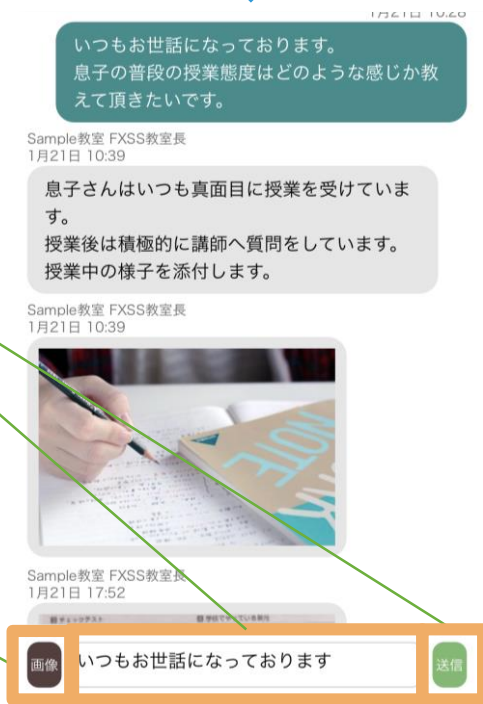 1月21日 10:28
いつもお世話になっております。
息子の普段の授業態度はどのような感じか教
えて頂きたいです。
Sample教室 FXSS教室長
1月21日 10:39
息子さんはいつも真面目に授業を受けていま
す。
授業後は積極的に講師へ質問をしています。
授業中の様子を添付します。
Sample教室 FXSS教室長
1月21日 10:39
NOTE
Sample教室 FXSS教室長
1月21日 17:52
チェックテスト
画像
いつもお世話になっております
送信